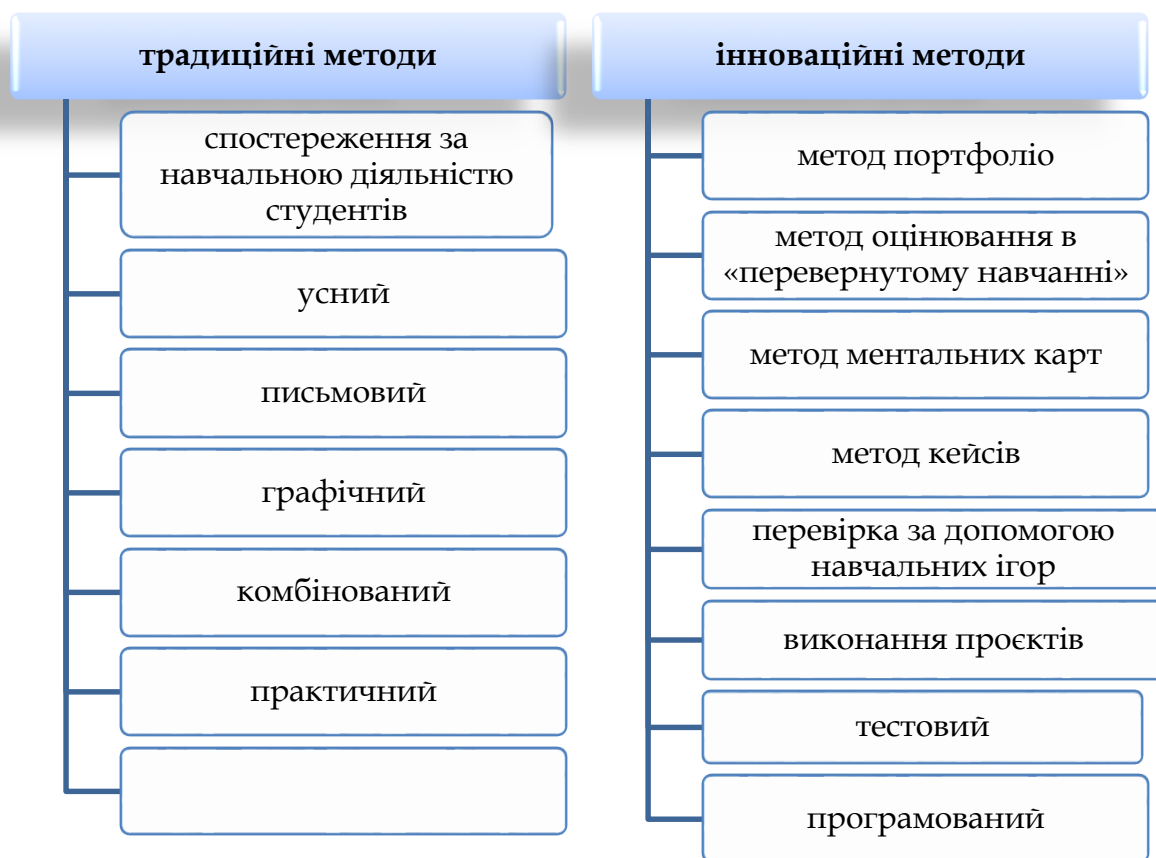 традиційні методи
спостереження за
навчальною діяльністю
студентів
усний
письмовий
графічний
комбінований
практичний
інноваційні методи
метод портфоліо
метод оцінювання в
«перевернутому навчанні»
метод ментальних карт
метод кейсів
перевірка за допомогою
навчальних ігор
виконання проєктів
тестовий
програмований